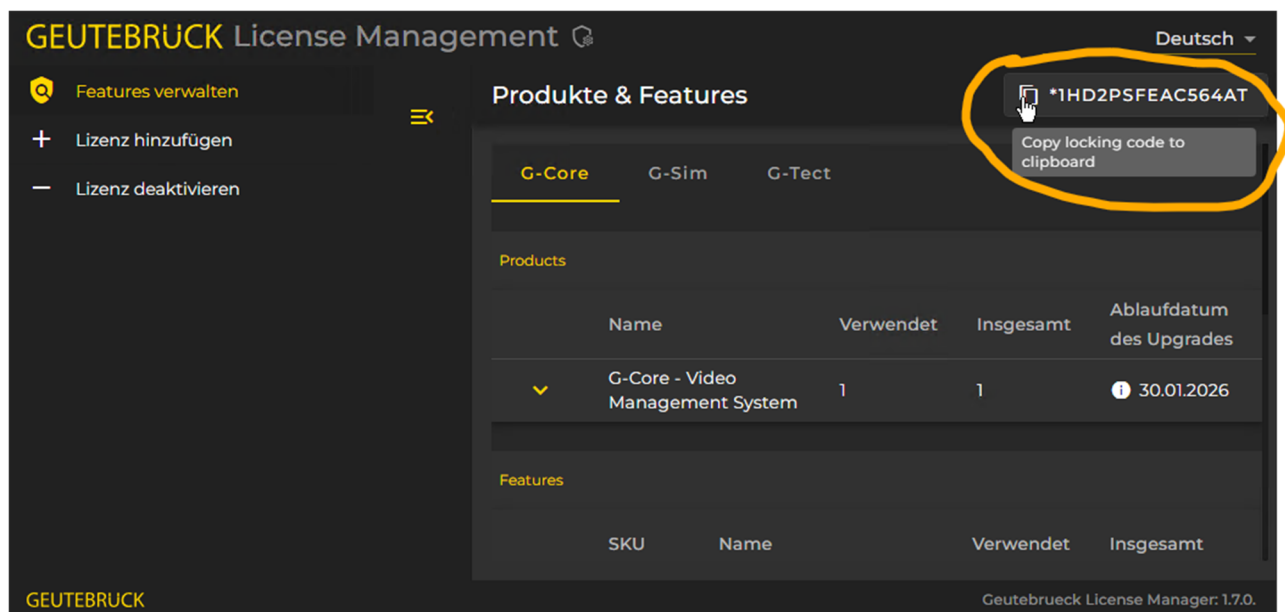 GEUTEBRÜCK License Management
Deutsch
Features verwalten
Lizenz hinzufügen
Lizenz deaktivieren
Produkte & Features
*1HD2PSFEAC564AT
Copy locking code to
clipboard
G-Core G-Sim G-Tect
Products
Name Verwendet Insgesamt Ablaufdatum
des Upgrades
G-Core - Video
Management System 1 1 30.01.2026
Features
SKU Name Verwendet Insgesamt
GEUTEBRÜCK
Geutebrueck License Manager: 1.7.0.